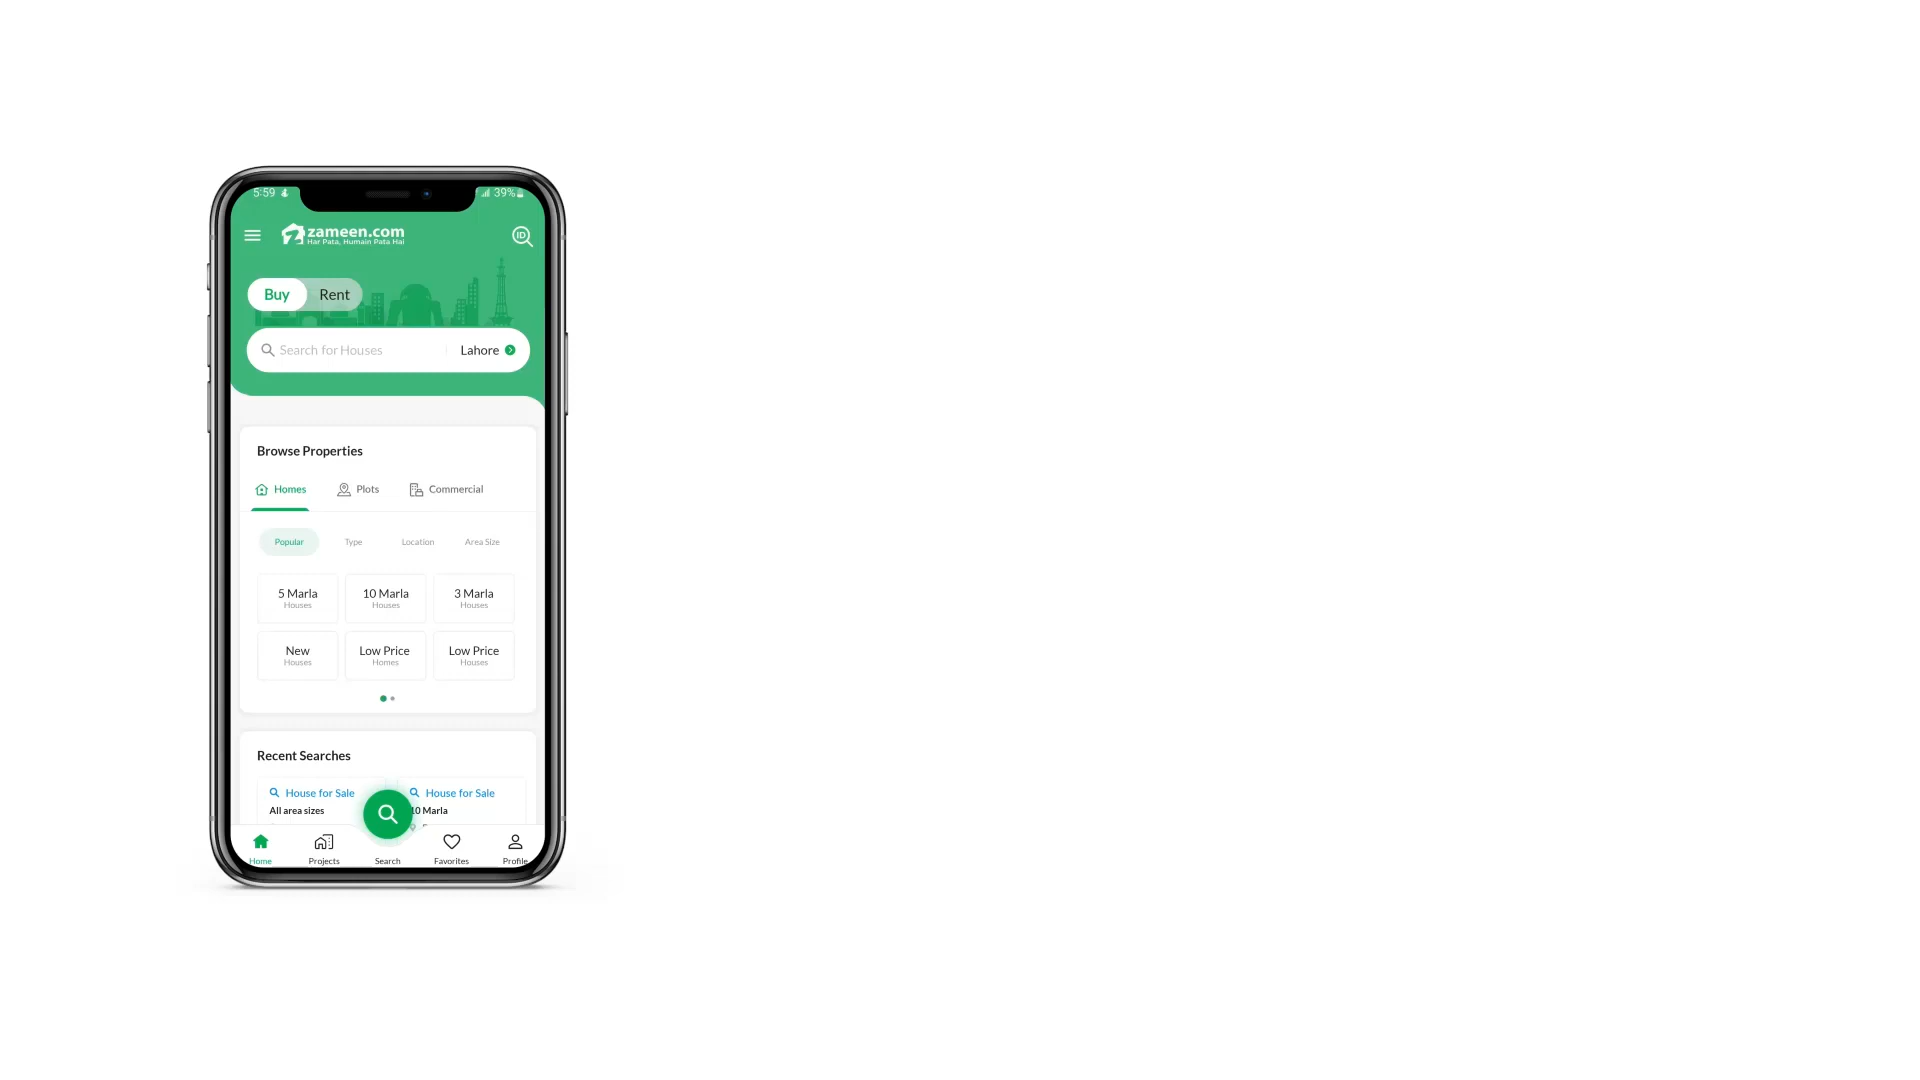 5:59
39%
zameen.com
Har Pata, Humain Pata Hai
ID
Buy Rent
Search for Houses Lahore
Browse Properties
Homes Plots Commercial
Popular Type Location Area Size
5 Marla 10 Marla 3 Marla
Houses Houses Houses
New Low Price Low Price
Houses Homes Houses
Recent Searches
House for Sale House for Sale
All area sizes 10 Marla
Home Projects Search Favorites Profile